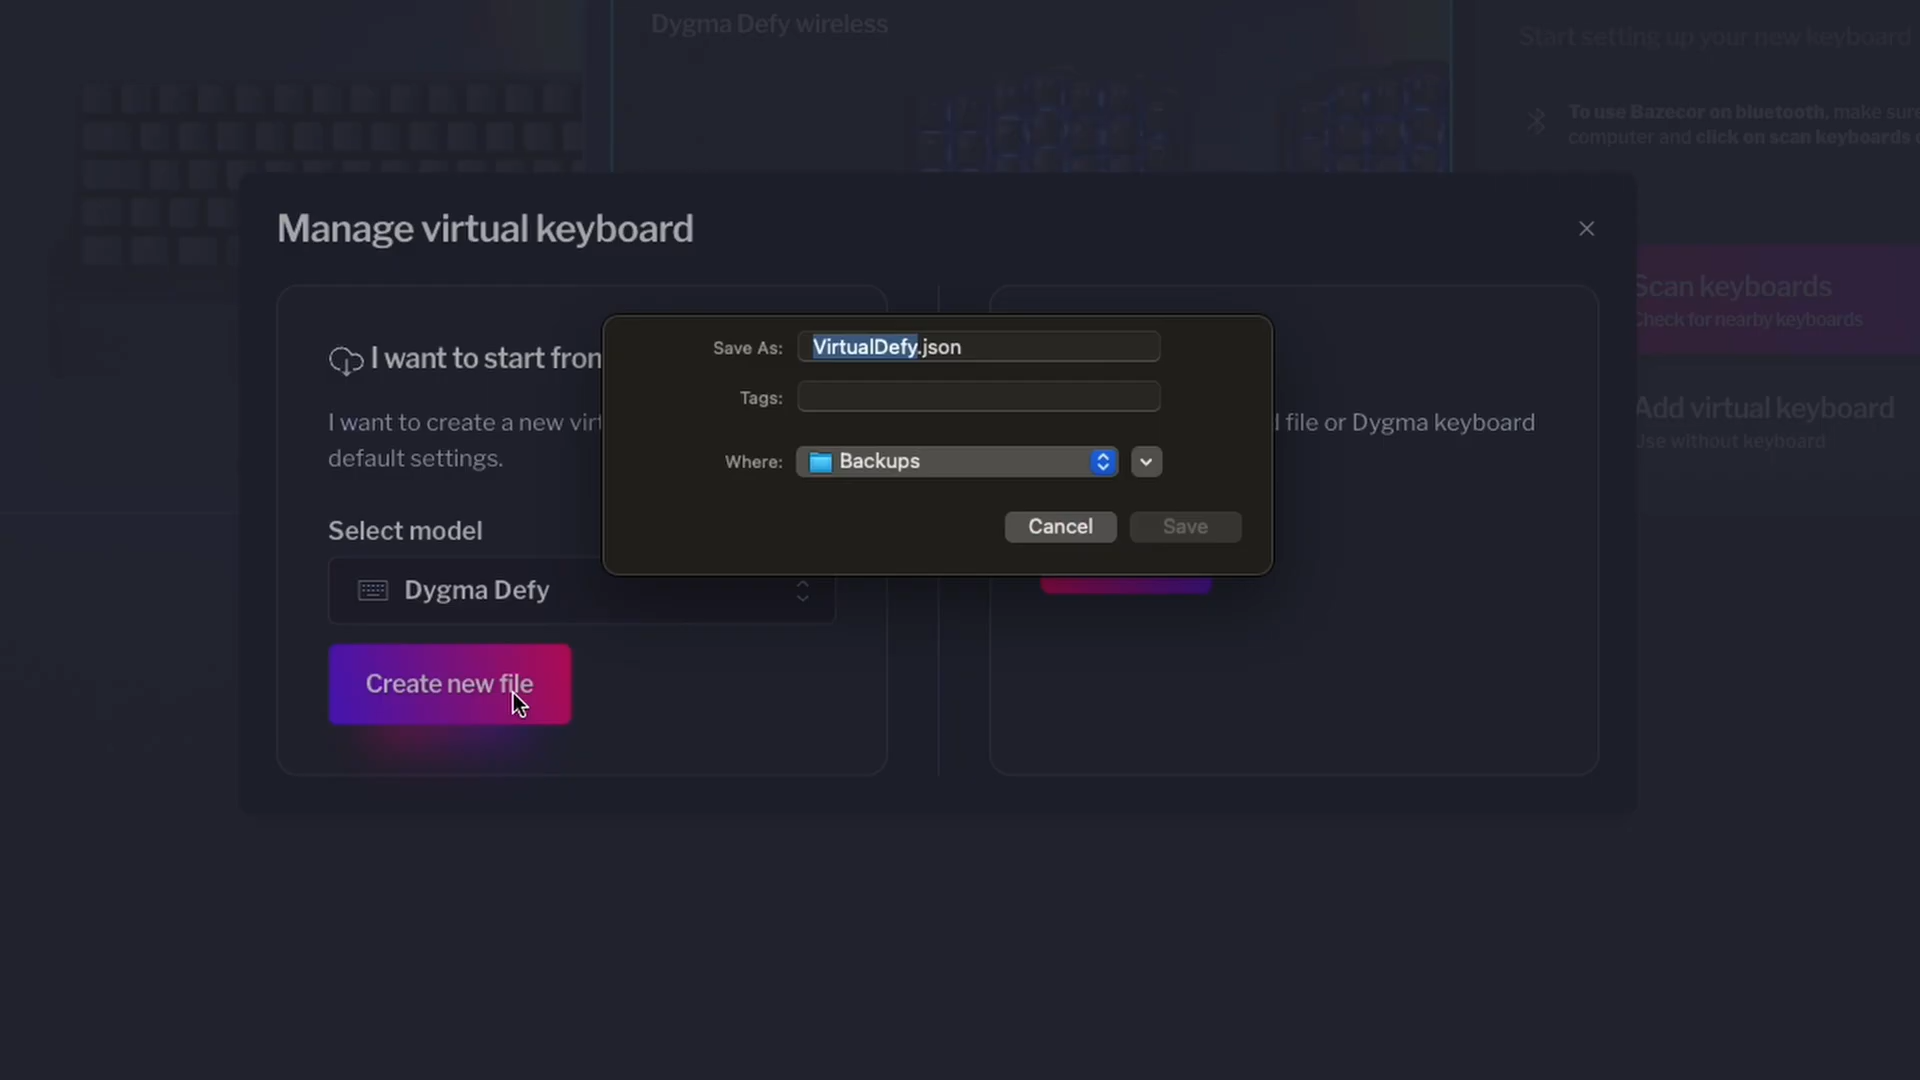 Dygma Defy wireless
Start setting up your new keyboard
To use Bazecor on bluetooth, make sure
computer and click on scan keyboards
Manage virtual keyboard
Scan keyboards
Check for nearby keyboards
Add virtual keyboard
Use without keyboard
I want to start from
I want to create a new virt
default settings.
Select model
Dygma Defy
Create new file
Save As: VirtualDefy.json
Tags:
Where: Backups
Cancel Save
file or Dygma keyboard